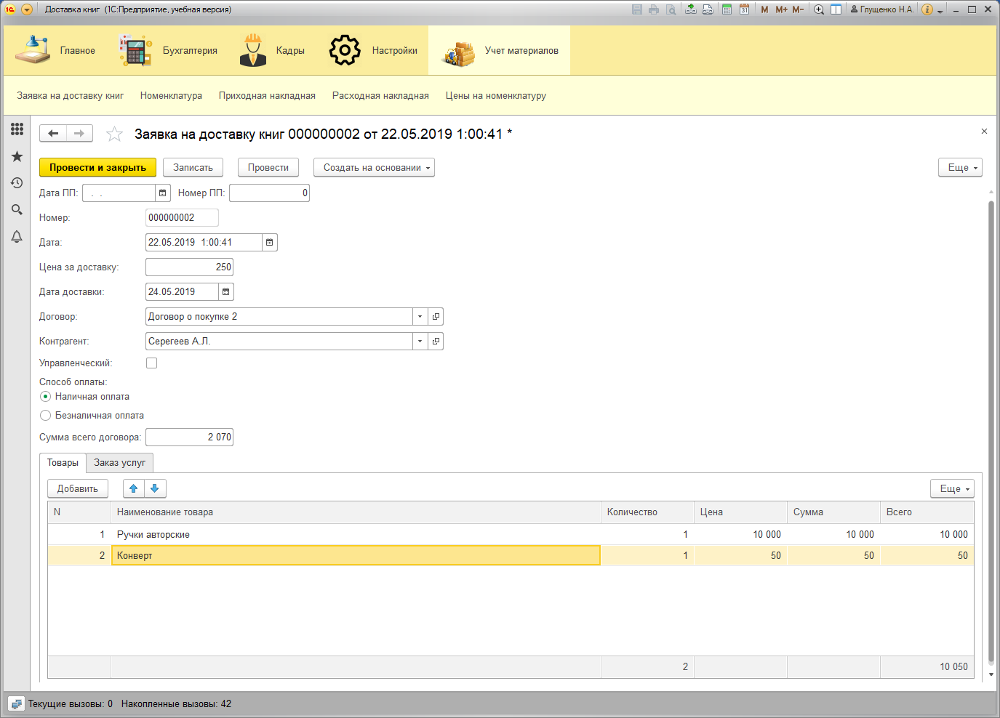 Доставка книг (1С:Предприятие, учебная версия)
31 M M+ M- Глущенко Н.А.
Главное Бухгалтерия Кадры Настройки Учет материалов
Заявка на доставку книг Номенклатура Приходная накладная Расходная накладная Цены на номенклатуру
Заявка на доставку книг 000000002 от 22.05.2019 1:00:41 *
Провести и закрыть Записать Провести Создать на основании Еще
Дата ПП: . . Номер ПП: 0
Номер: 000000002
Дата: 22.05.2019 1:00:41
Цена за доставку: 250
Дата доставки: 24.05.2019
Договор: Договор о покупке 2
Контрагент: Серегеев А.Л.
Управленческий:
Способ оплаты:
Наличная оплата
Безналичная оплата
Сумма всего договора: 2 070
Товары Заказ услуг
Добавить Еще
N Наименование товара Количество Цена Сумма Всего
1 Ручки авторские 1 10 000 10 000 10 000
2 Конверт 1 50 50 50
2 10 050
Текущие вызовы: 0 Накопленные вызовы: 42